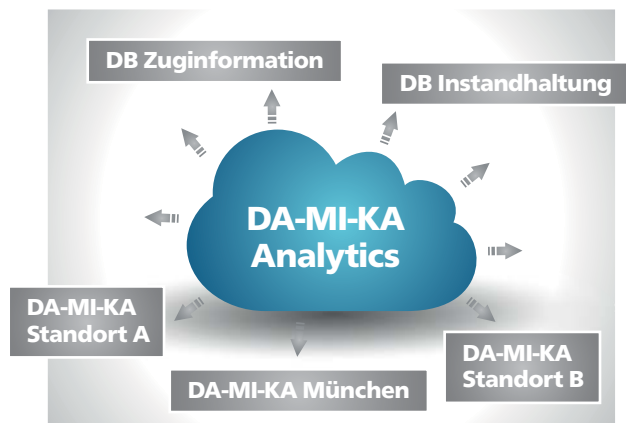 DB Zuginformation
DB Instandhaltung
DA-MI-KA
Analytics
DA-MI-KA
Standort A
DA-MI-KA München
DA-MI-KA
Standort B